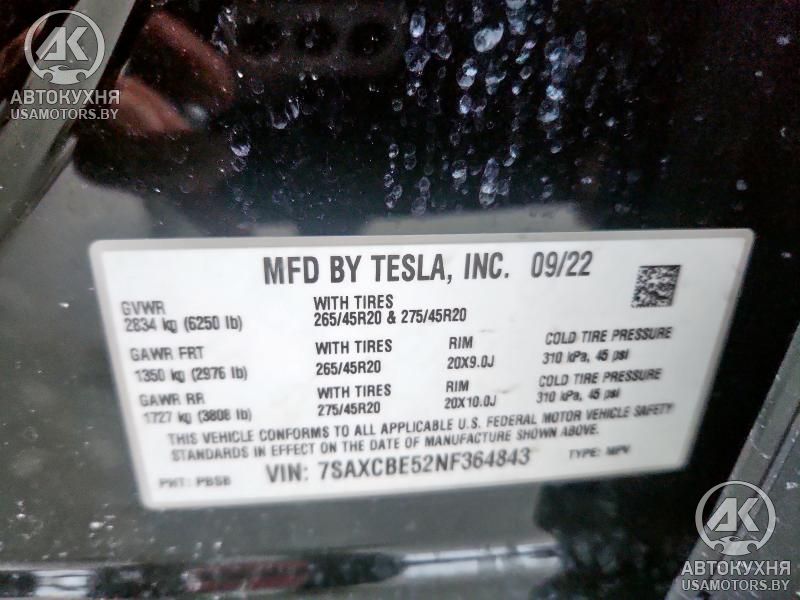 AK
АВТОКУХНЯ
USAMOTORS.BY
MFD BY TESLA, INC. 09/22
GVWR
2834 kg (6250 lb)
WITH TIRES
265/45R20 & 275/45R20
GAWR FRT
1350 kg (2976 lb)
WITH TIRES
265/45R20
RIM
20X9.0J
COLD TIRE PRESSURE
310 kPa, 45 psi
GAWR RR
1727 kg (3808 lb)
WITH TIRES
275/45R20
RIM
20X10.0J
COLD TIRE PRESSURE
310 kPa, 45 psi
THIS VEHICLE CONFORMS TO ALL APPLICABLE U.S. FEDERAL MOTOR VEHICLE SAFETY
STANDARDS IN EFFECT ON THE DATE OF MANUFACTURE SHOWN ABOVE.
PNT: PBSB
VIN: 7SAXCBE52NF364843
TYPE: MPV
AK
АВТОКУХНЯ
USAMOTORS.BY